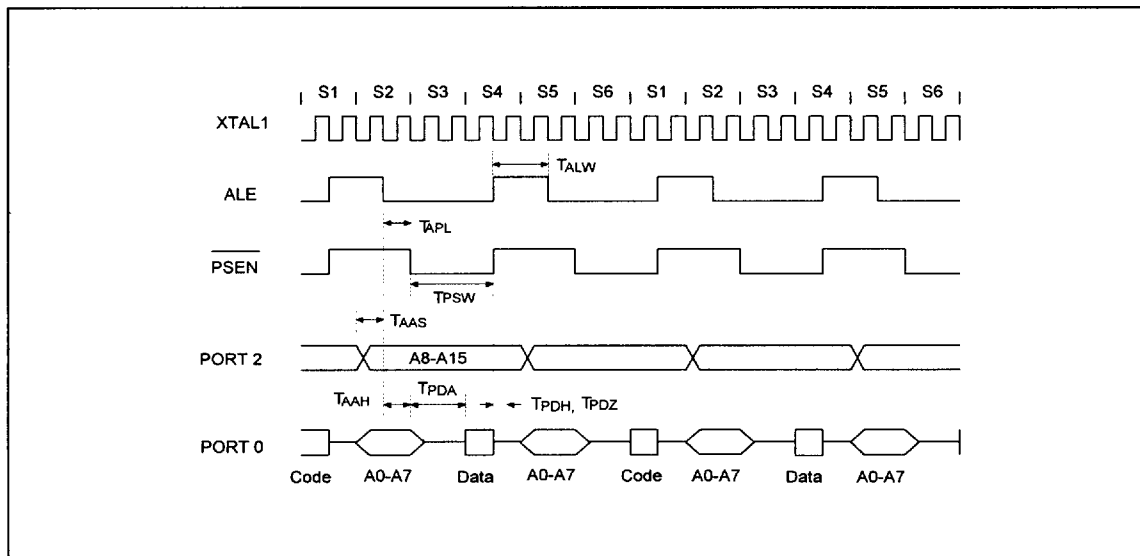 S1 S2 S3 S4 S5 S6 S1 S2 S3 S4 S5 S6
XTAL1
TALW
ALE
TAPL
PSEN
TPSW
TAAS
PORT 2 A8-A15
TAAH TPDA TPDH, TPDZ
PORT 0
Code A0-A7 Data A0-A7 Code A0-A7 Data A0-A7